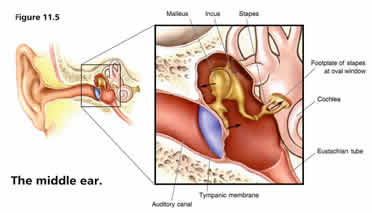 Figure 11.5
Malleus
Incus
Stapes
Footplate of stapes
at oval window
Cochlea
Eustachian tube
Tympanic membrane
Auditory canal
The middle ear.